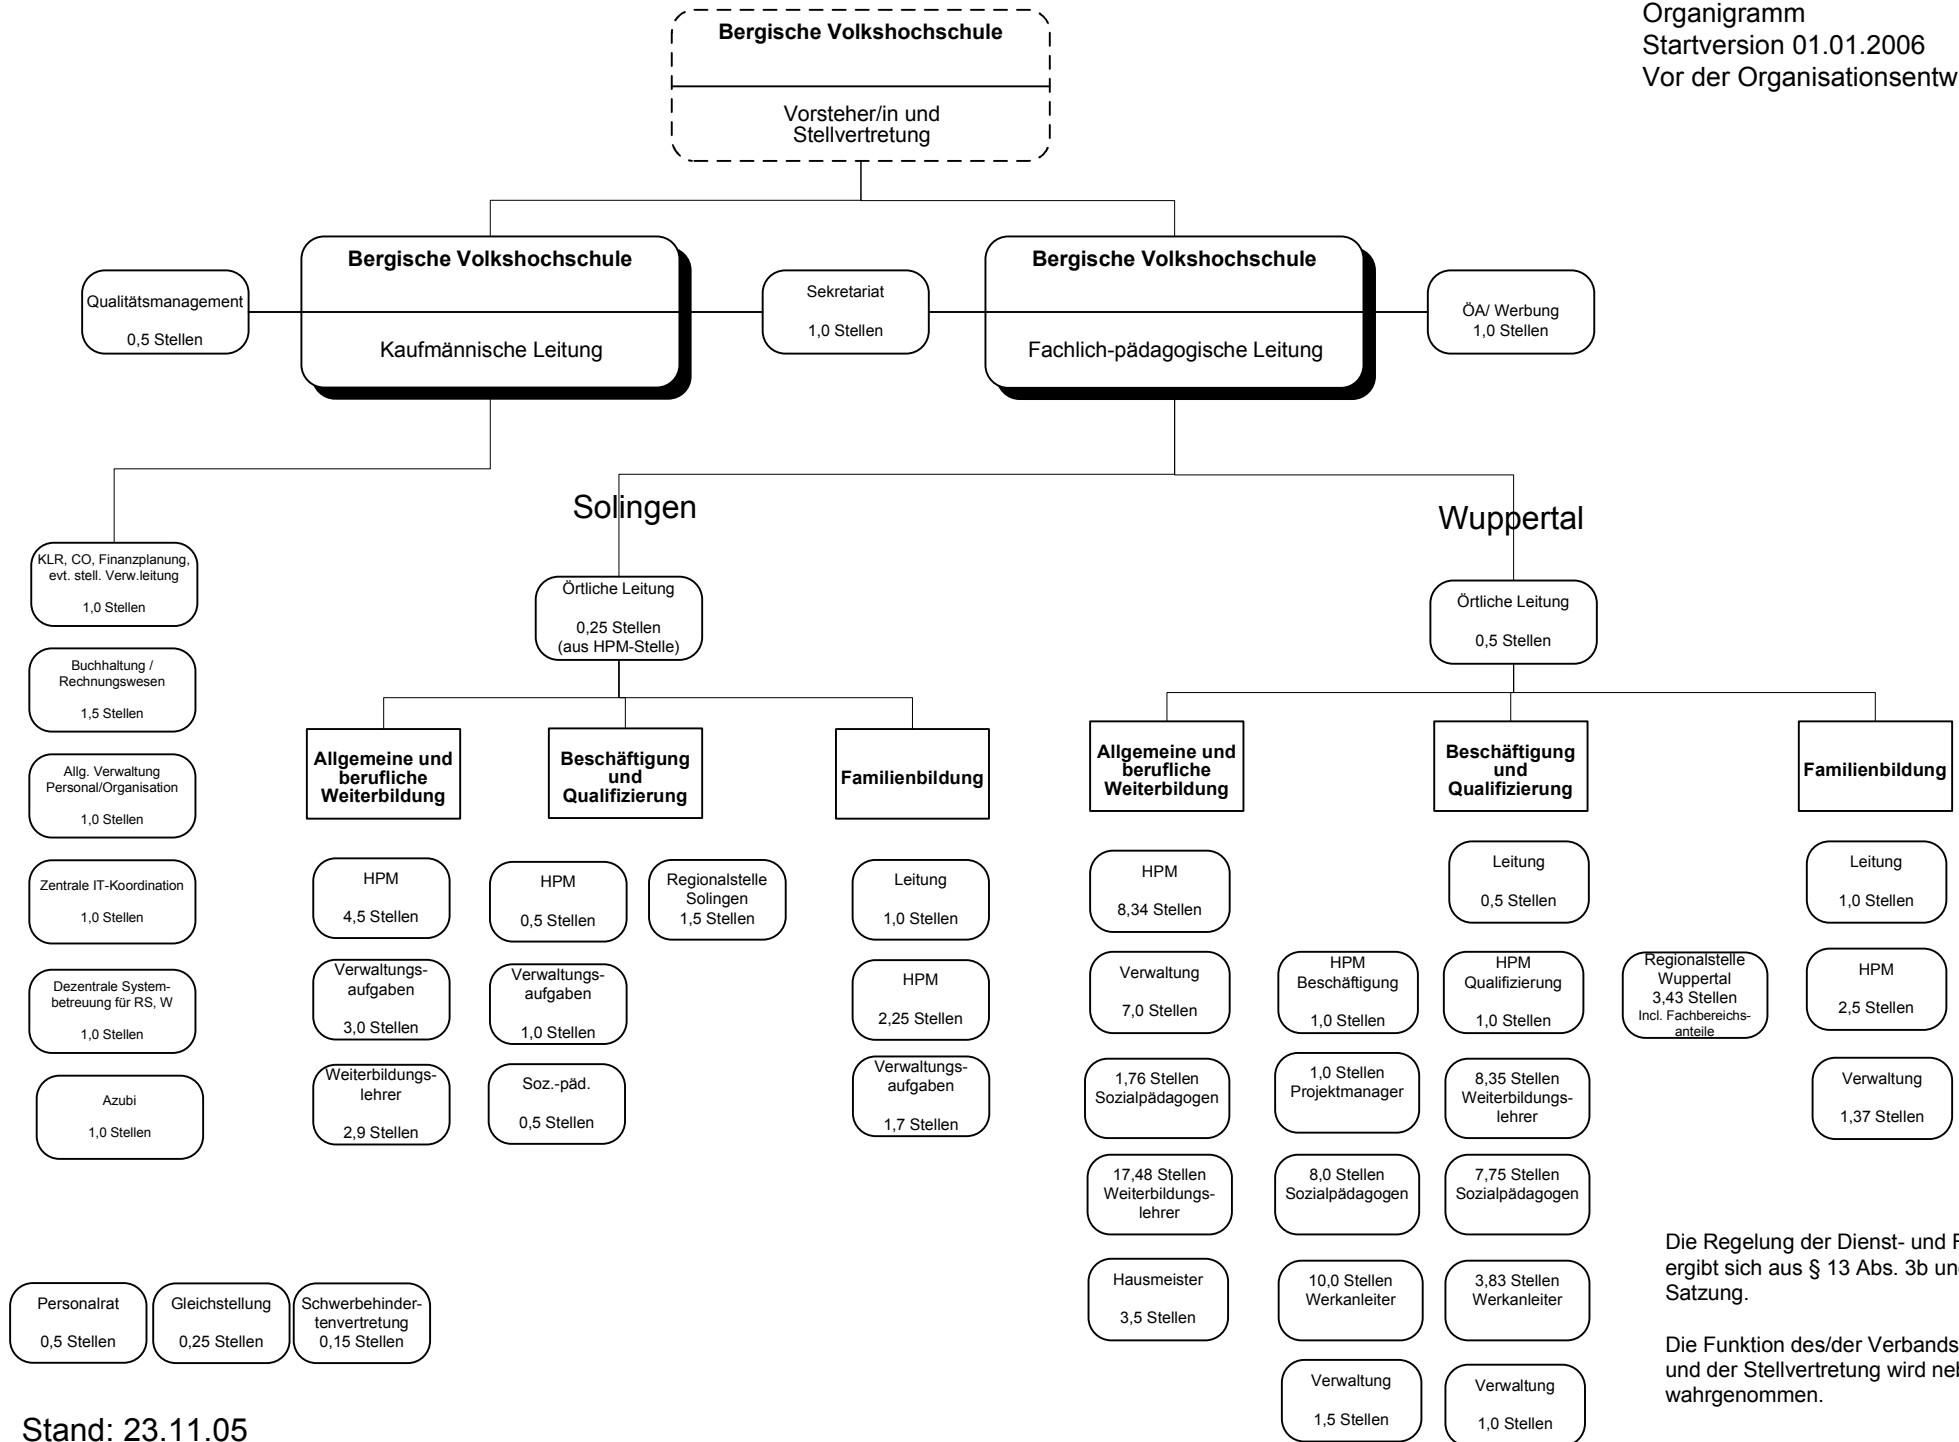 Organigramm
Startversion 01.01.2006
Vor der
Bergische Volkshochschule
Vorsteher/in und
Stellvertretung
Qualitätsmanagement
0,5 Stellen
Bergische Volkshochschule
Kaufmännische Leitung
Sekretariat
1,0 Stellen
Bergische Volkshochschule
Fachlich-pädagogische Leitung
ÖA/ Werbung
1,0 Stellen
KLR, CO, Finanzplanung,
evt. stell. Verw.leitung
1,0 Stellen
Buchhaltung /
Rechnungswesen
1,5 Stellen
Allg. Verwaltung
Personal/Organisation
1,0 Stellen
Zentrale IT-Koordination
1,0 Stellen
Dezentrale System-
betreuung für RS, W
1,0 Stellen
Azubi
1,0 Stellen
Solingen
Örtliche Leitung
0,25 Stellen
(aus HPM-Stelle)
Allgemeine und
berufliche
Weiterbildung
HPM
4,5 Stellen
Verwaltungs-
aufgaben
3,0 Stellen
Weiterbildungs-
lehrer
2,9 Stellen
Beschäftigung
und
Qualifizierung
HPM
0,5 Stellen
Verwaltungs-
aufgaben
1,0 Stellen
Soz.-päd.
0,5 Stellen
Regionalstelle
Solingen
1,5 Stellen
Familienbildung
Leitung
1,0 Stellen
HPM
2,25 Stellen
Verwaltungs-
aufgaben
1,7 Stellen
Wuppertal
Örtliche Leitung
0,5 Stellen
Allgemeine und
berufliche
Weiterbildung
HPM
8,34 Stellen
Verwaltung
7,0 Stellen
1,76 Stellen
Sozialpädagogen
17,48 Stellen
Weiterbildungs-
lehrer
Hausmeister
3,5 Stellen
Beschäftigung
und
Qualifizierung
Leitung
0,5 Stellen
HPM
Beschäftigung
1,0 Stellen
1,0 Stellen
Projektmanager
8,0 Stellen
Sozialpädagogen
10,0 Stellen
Werkanleiter
Verwaltung
1,5 Stellen
HPM
Qualifizierung
1,0 Stellen
8,35 Stellen
Weiterbildungs-
lehrer
7,75 Stellen
Sozialpädagogen
3,83 Stellen
Werkanleiter
Verwaltung
1,0 Stellen
Regionalstelle
Wuppertal
3,43 Stellen
Incl. Fachbereichs-
anteile
Familienbildung
Leitung
1,0 Stellen
HPM
2,5 Stellen
Verwaltung
1,37 Stellen
Personalrat
0,5 Stellen
Gleichstellung
0,25 Stellen
Schwerbehinder-
tenvertretung
0,15 Stellen
Die Regelung der Dienst- und
ergibt sich aus § 13 Abs. 3b
Satzung.
Die Funktion des/der
und der Stellvertretung wird
wahrgenommen.
Stand: 23.11.05